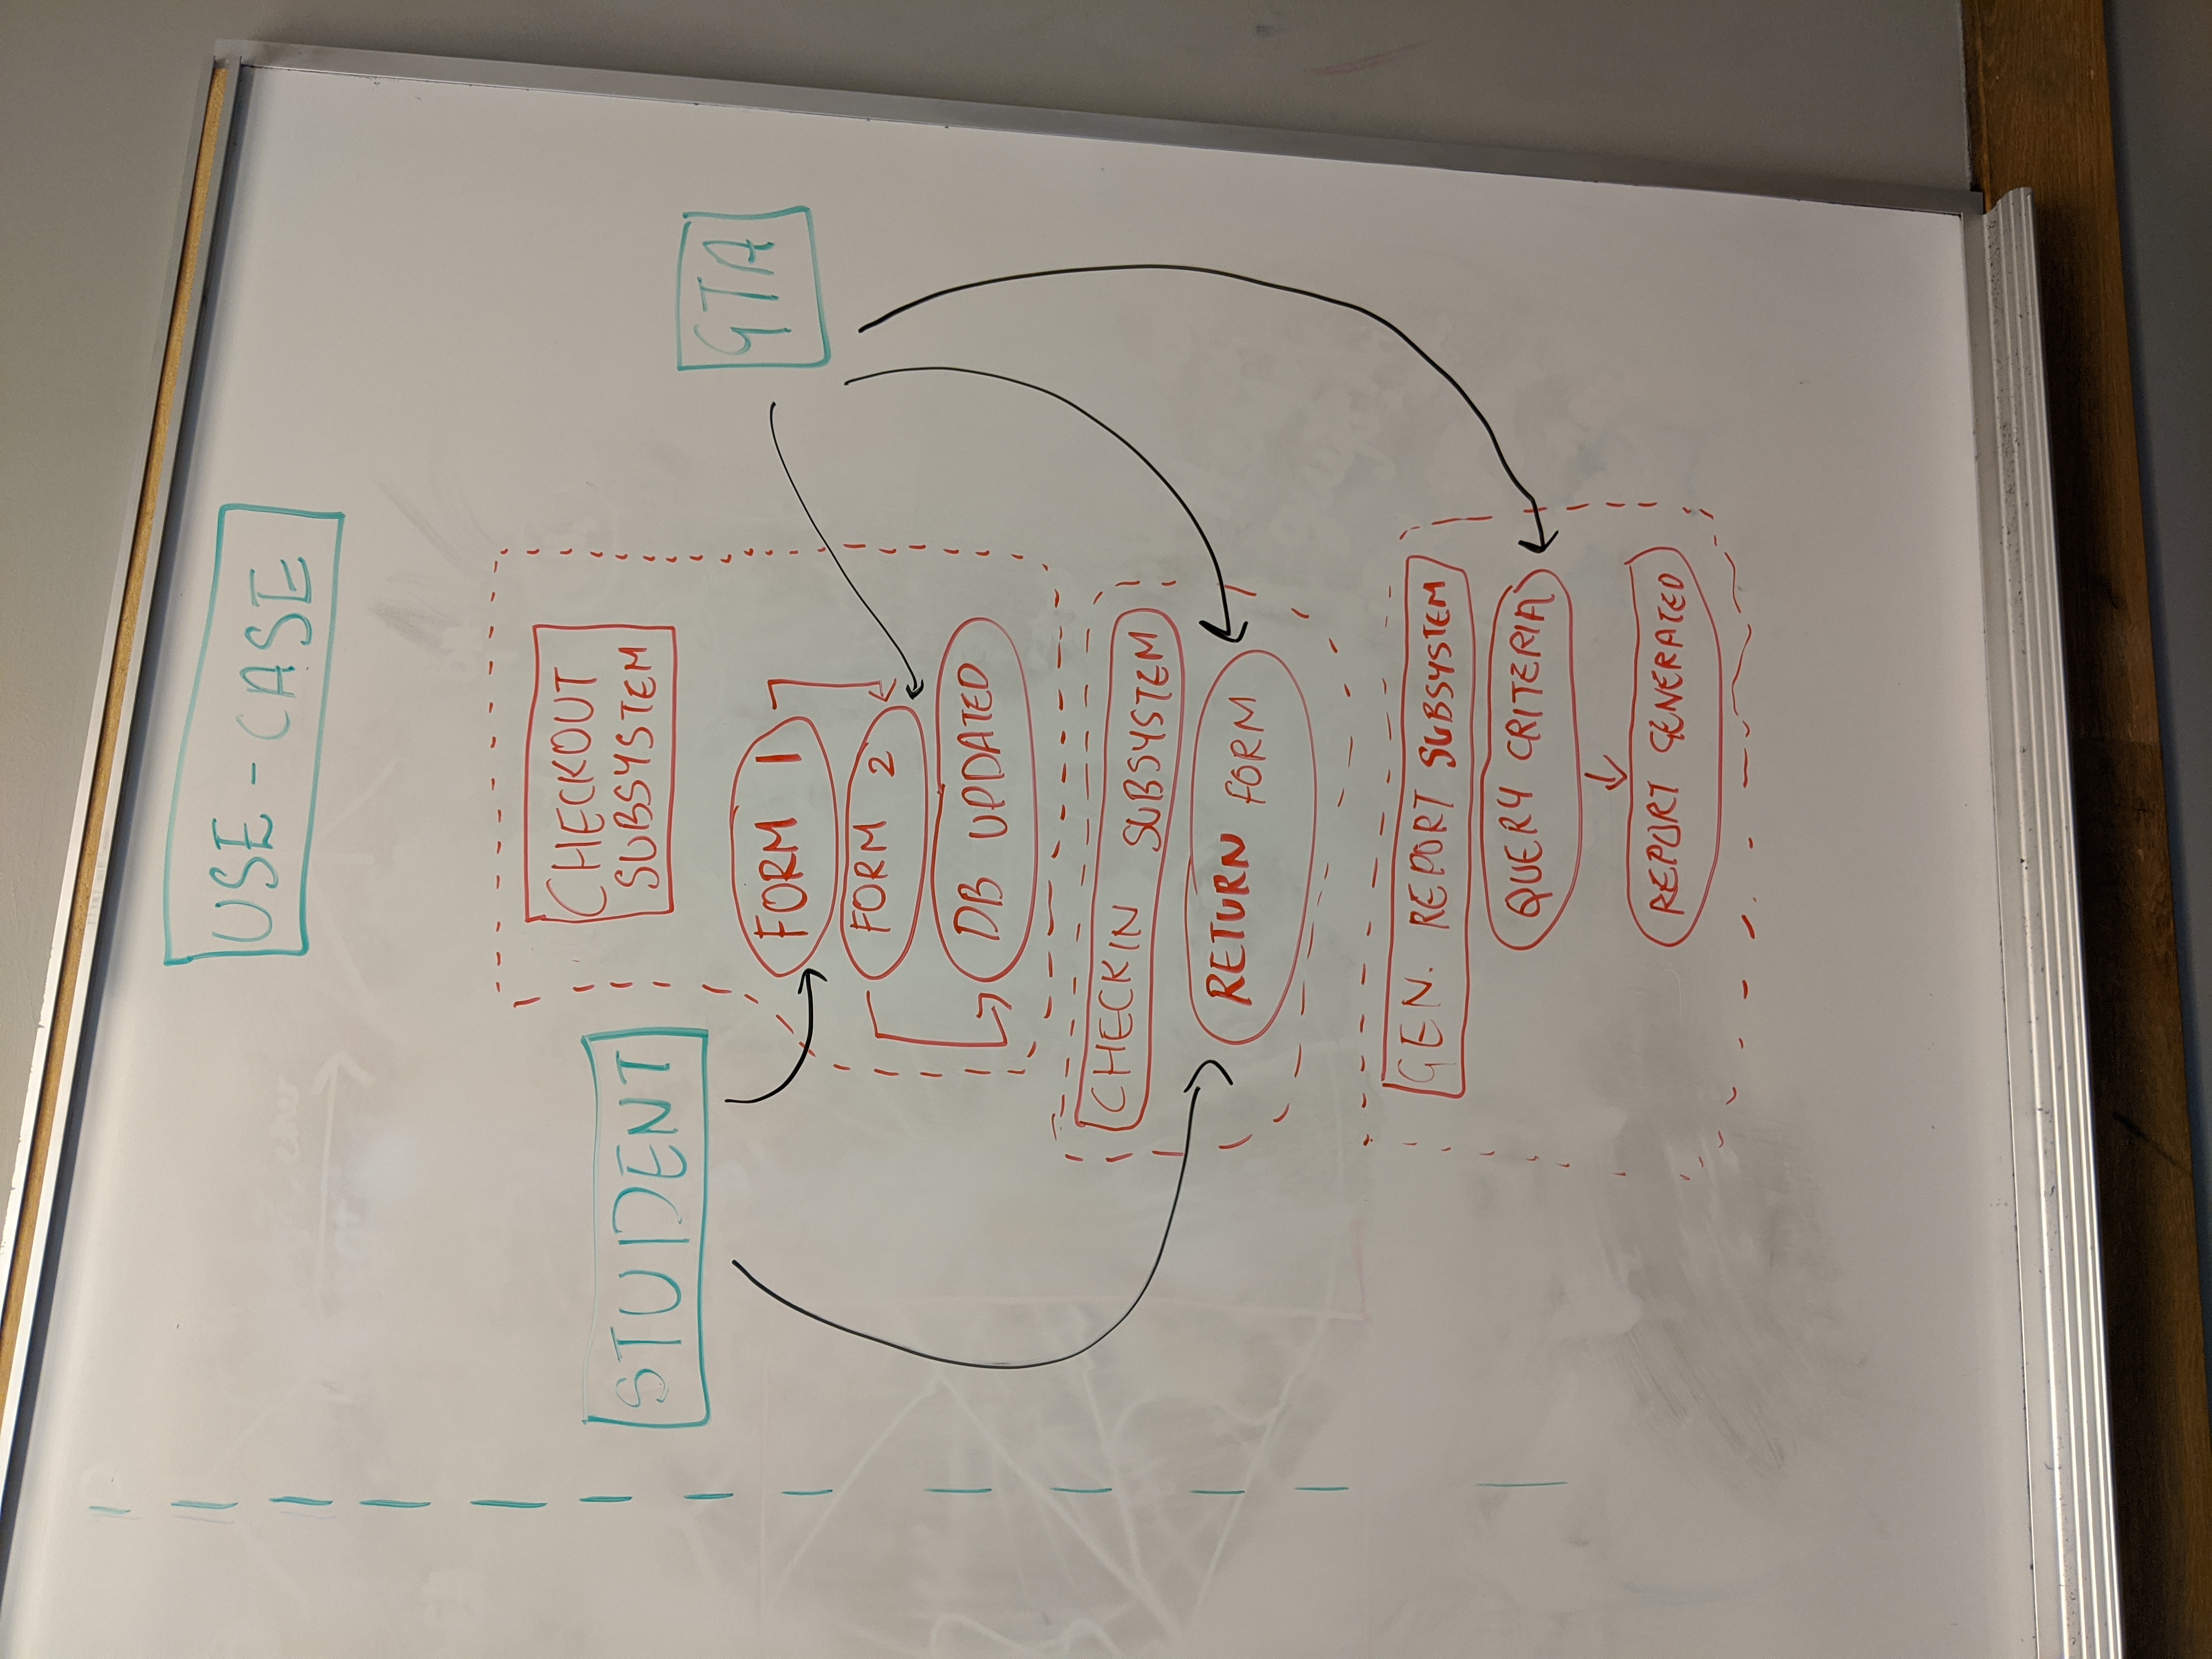 USE - CASE
CHECKOUT
SUBSYSTEM
STUDENT
GTA
FORM 1
FORM 2
DB UPDATED
CHECKIN SUBSYSTEM
RETURN FORM
GEN. REPORT SUBSYSTEM
QUERY CRITERIA
REPORT GENERATED